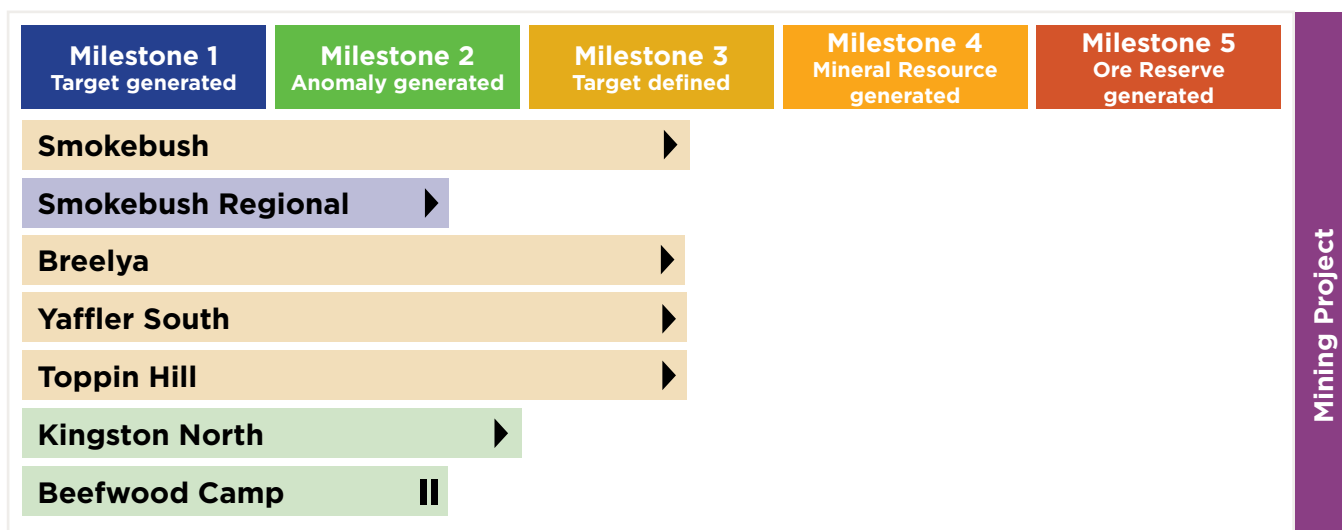 Milestone 1
Target generated
Milestone 2
Anomaly generated
Milestone 3
Target defined
Milestone 4
Mineral Resource
generated
Milestone 5
Ore Reserve
generated
Smokebush
Smokebush Regional
Breelya
Yaffler South
Toppin Hill
Kingston North
Beefwood Camp
Mining Project